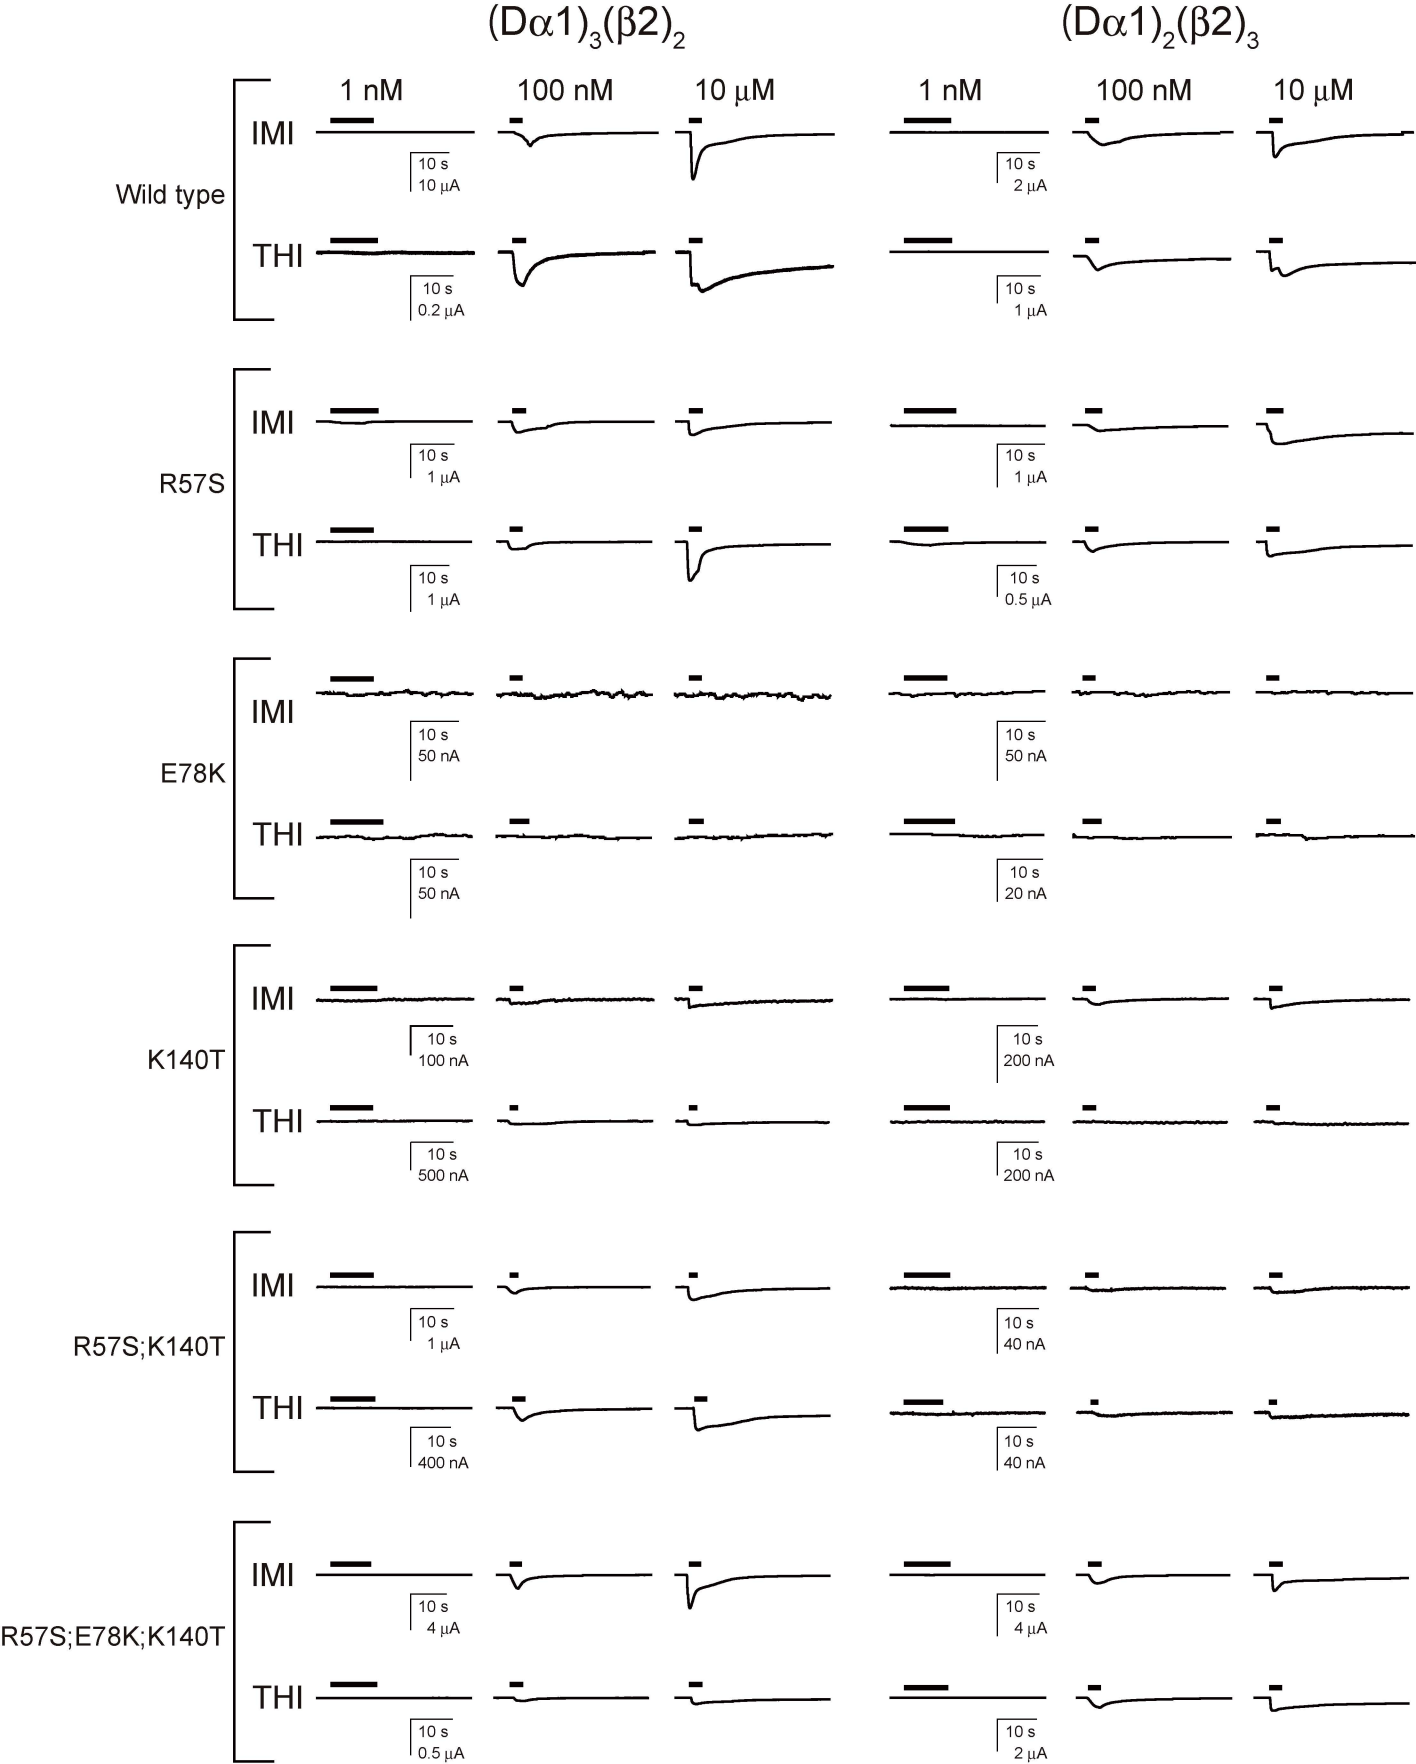 (Dα1)3(β2)2 (Dα1)2(β2)3
1 nM 100 nM 10 μM 1 nM 100 nM 10 μM
IMI
10 s 10 s
10 μA 2 μA
Wild type
THI
10 s 10 s
0.2 μA 1 μA
IMI
10 s 10 s
1 μA 1 μA
R57S
THI
10 s 10 s
1 μA 0.5 μA
IMI
10 s 10 s
50 nA 50 nA
E78K
THI
10 s 10 s
50 nA 20 nA
IMI
10 s 10 s
100 nA 200 nA
K140T
THI
10 s 10 s
500 nA 200 nA
IMI
10 s 10 s
1 μA 40 nA
R57S;K140T
THI
10 s 10 s
400 nA 40 nA
IMI
10 s 10 s
4 μA 4 μA
R57S;E78K;K140T
THI
10 s 10 s
0.5 μA 2 μA